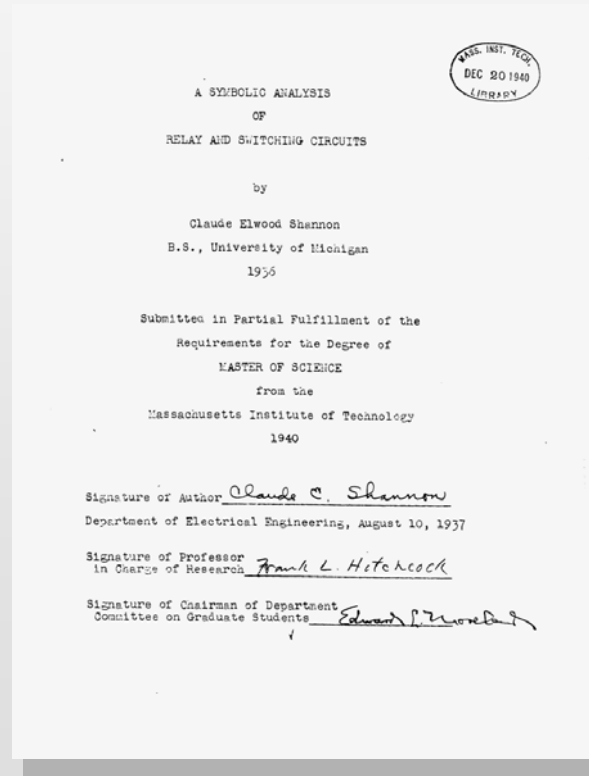 MASS. INST. TECH.
DEC 20 1940
LIBRARY
A SYMBOLIC ANALYSIS
OF
RELAY AND SWITCHING CIRCUITS
by
Claude Elwood Shannon
B.S., University of Michigan
1936
Submitted in Partial Fulfillment of the
Requirements for the Degree of
MASTER OF SCIENCE
from the
Massachusetts Institute of Technology
1940
Signature of Author Claude E. Shannon
Department of Electrical Engineering, August 10, 1937
Signature of Professor
in Charge of Research Frank L. Hitchcock
Signature of Chairman of Department
Committee on Graduate Students Edward L. Moreland